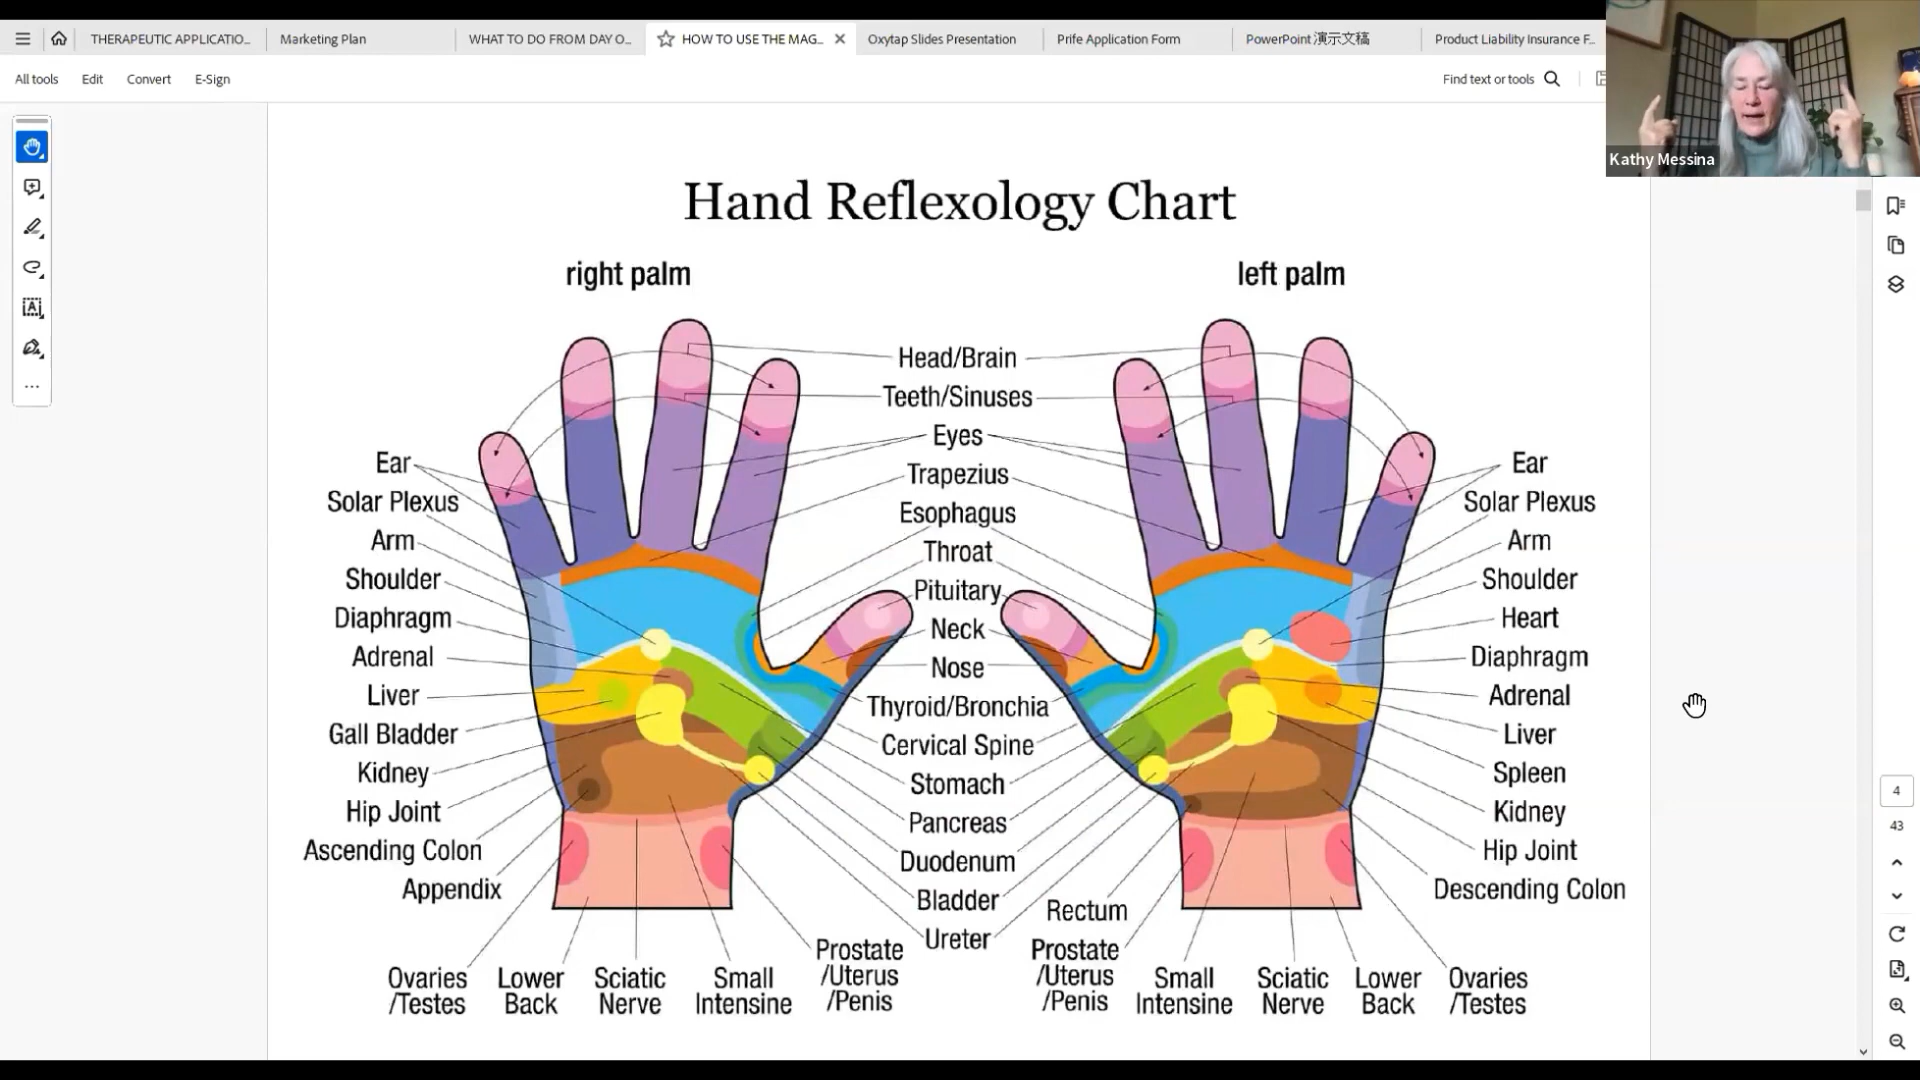 THERAPEUTIC APPLICATIO...
Marketing Plan
WHAT TO DO FROM DAY O...
HOW TO USE THE MAG...
Oxytap Slides Presentation
Prife Application Form
PowerPoint 演示文稿
Product Liability Insurance F...
All tools
Edit
Convert
E-Sign
Find text or tools
Kathy Messina
Hand Reflexology Chart
right palm
left palm
Head/Brain
Teeth/Sinuses
Eyes
Trapezius
Esophagus
Throat
Pituitary
Neck
Nose
Thyroid/Bronchia
Cervical Spine
Stomach
Pancreas
Duodenum
Bladder
Ureter
Ear
Solar Plexus
Arm
Shoulder
Diaphragm
Adrenal
Liver
Gall Bladder
Kidney
Hip Joint
Ascending Colon
Appendix
Ovaries
/Testes
Lower
Back
Sciatic
Nerve
Small
Intensine
Prostate
/Uterus
/Penis
Ear
Solar Plexus
Arm
Shoulder
Heart
Diaphragm
Adrenal
Liver
Spleen
Kidney
Hip Joint
Descending Colon
Rectum
Prostate
/Uterus
/Penis
Small
Intensine
Sciatic
Nerve
Lower
Back
Ovaries
/Testes
4
43